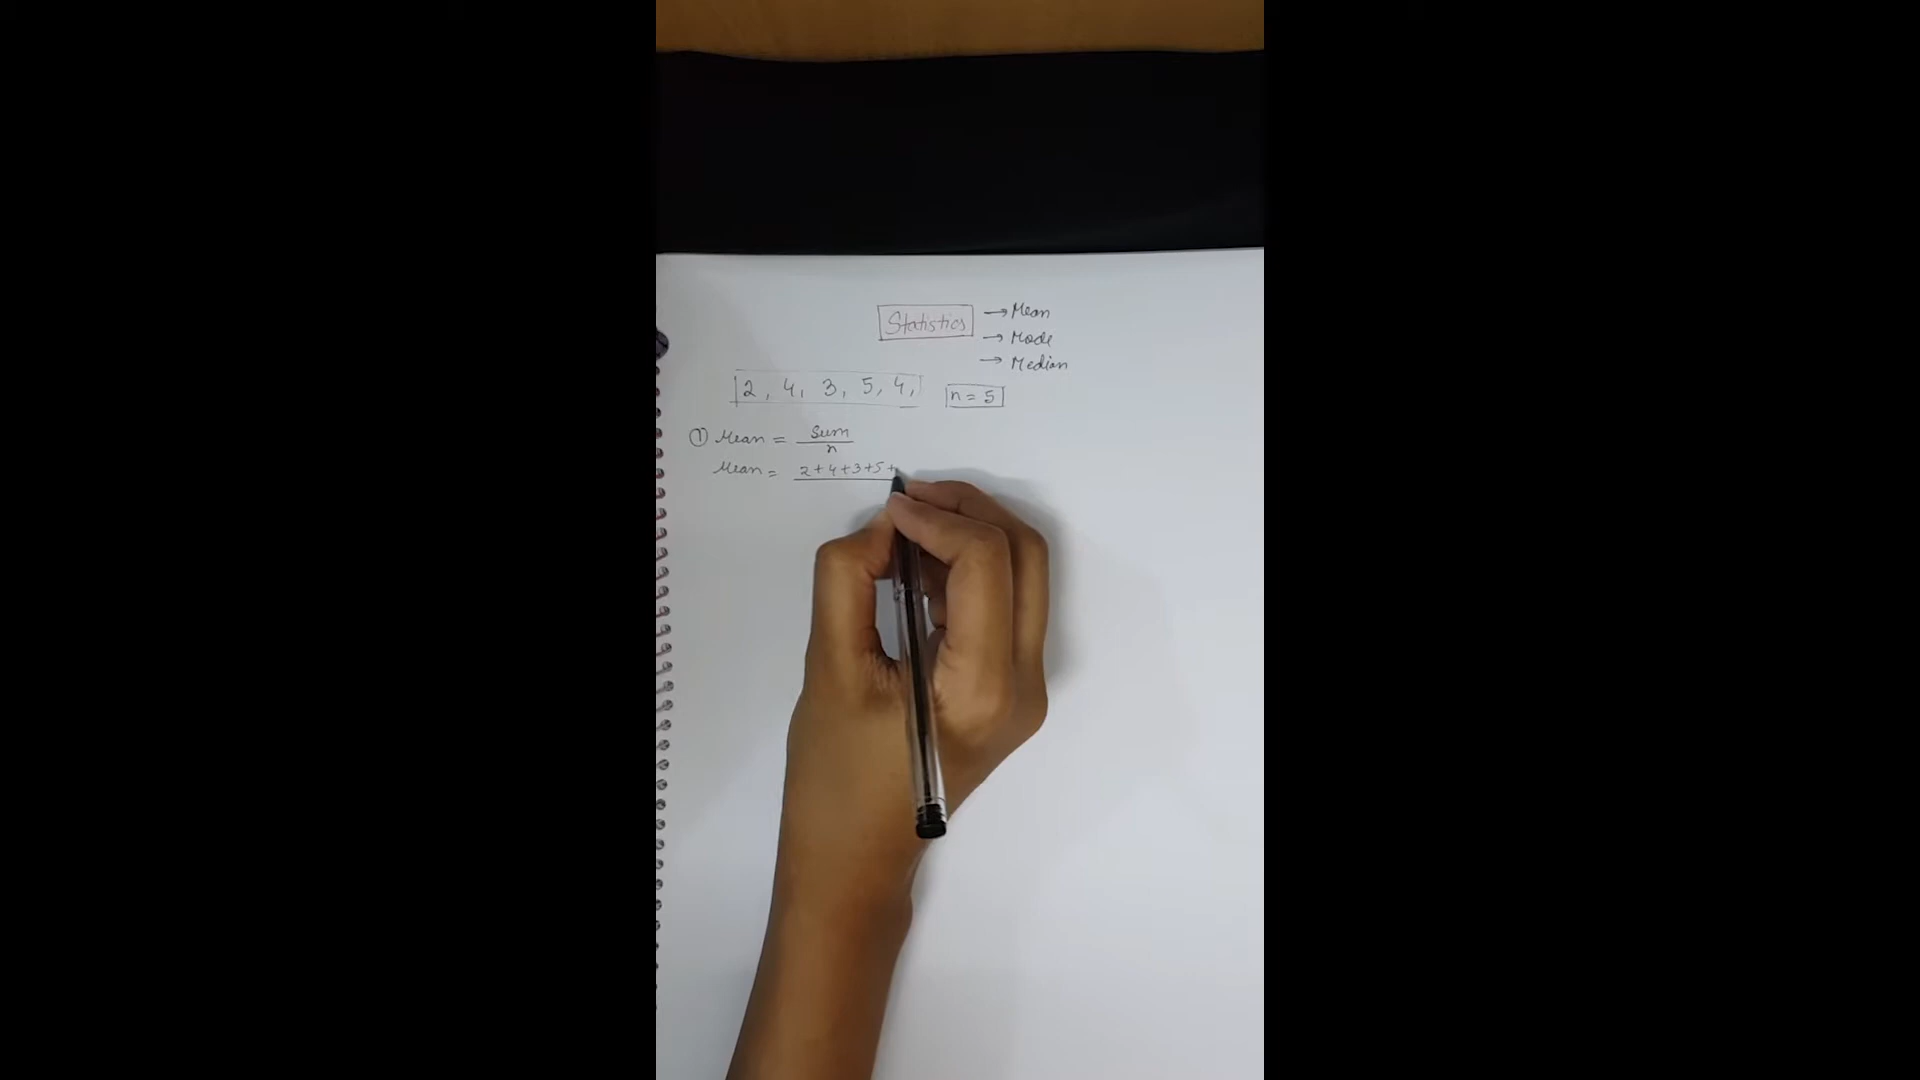 Statistics → Mean
→ Mode
→ Median
2, 4, 3, 5, 4, n = 5
① Mean = Sum / n
Mean = 2+4+3+5+